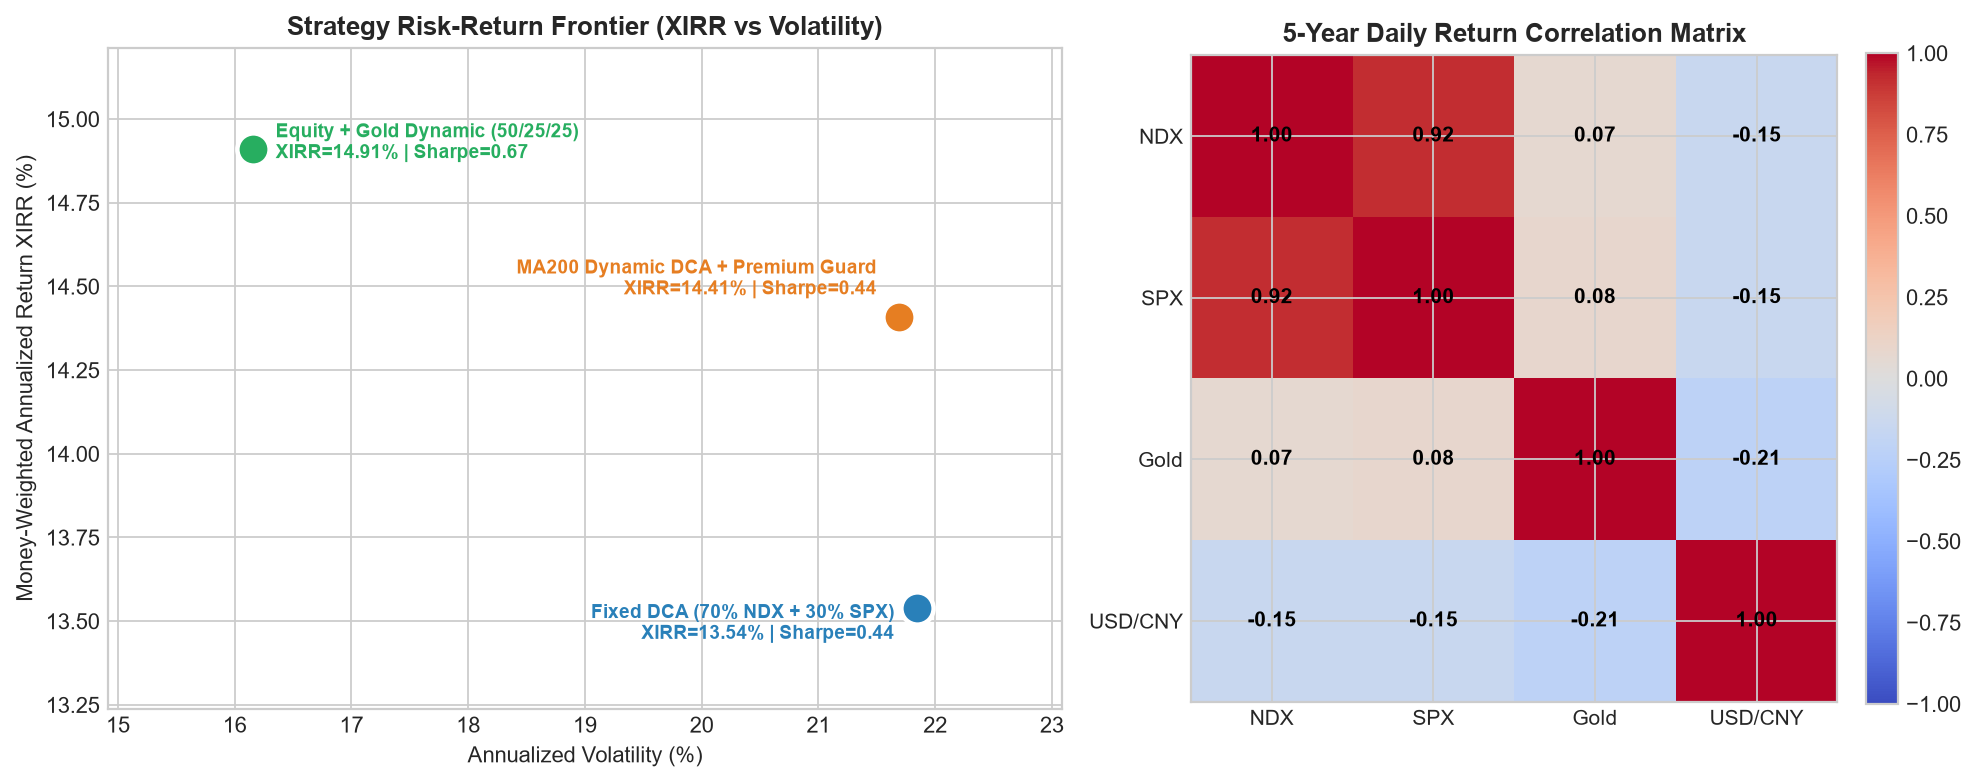 Strategy Risk-Return Frontier (XIRR vs Volatility)
Money-Weighted Annualized Return XIRR (%)
15.00
14.75
14.50
14.25
14.00
13.75
13.50
13.25
Equity + Gold Dynamic (50/25/25)
XIRR=14.91% | Sharpe=0.67
MA200 Dynamic DCA + Premium Guard
XIRR=14.41% | Sharpe=0.44
Fixed DCA (70% NDX + 30% SPX)
XIRR=13.54% | Sharpe=0.44
15 16 17 18 19 20 21 22 23
Annualized Volatility (%)
5-Year Daily Return Correlation Matrix
NDX 1.00 0.92 0.07 -0.15
SPX 0.92 1.00 0.08 -0.15
Gold 0.07 0.08 1.00 -0.21
USD/CNY -0.15 -0.15 -0.21 1.00
NDX SPX Gold USD/CNY
1.00
0.75
0.50
0.25
0.00
−0.25
−0.50
−0.75
−1.00